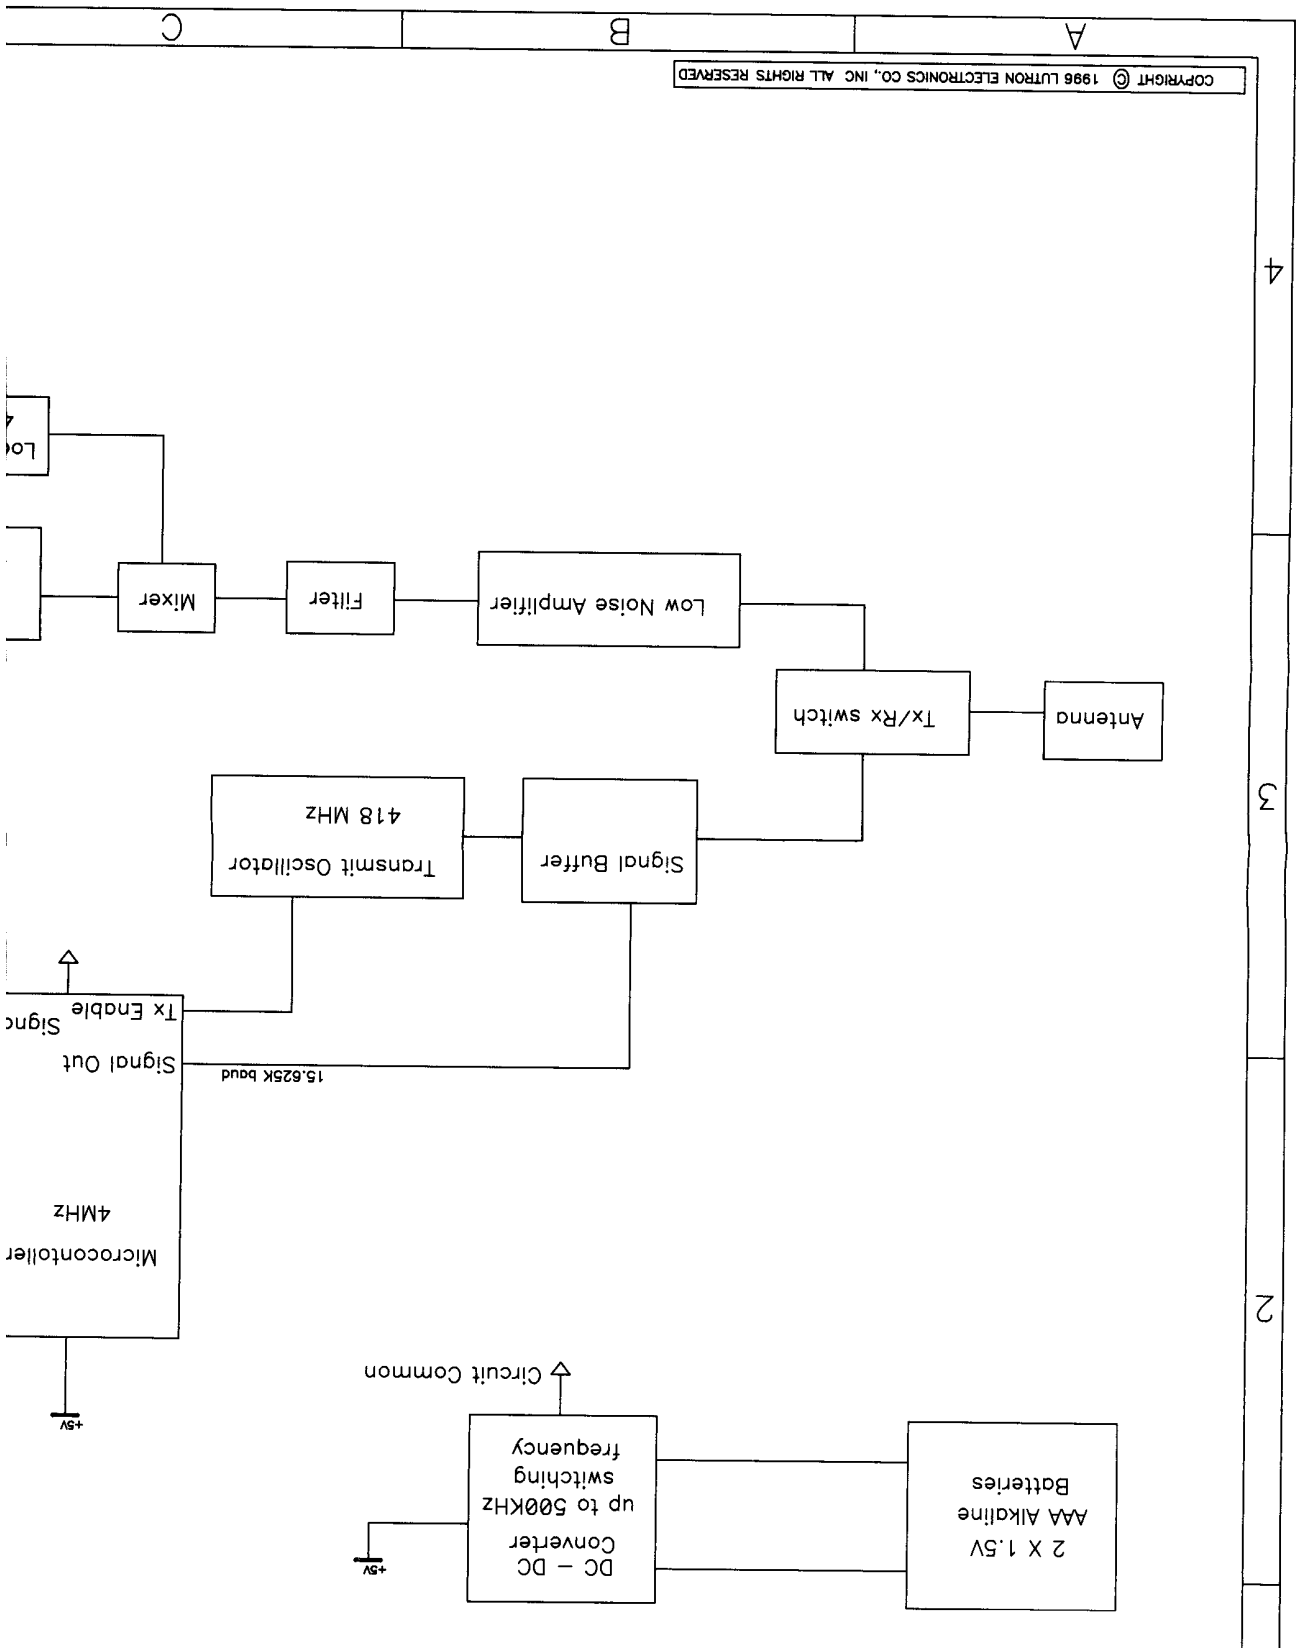 2 X 1.5V
AAA Alkaline
Batteries
DC – DC
Converter
up to 500KHz
switching
frequency
+5V
Circuit Common
+5V
2
Microcontoller
4MHz
Signal Out
15.625K baud
Tx Enable
Transmit Oscillator
418 MHz
Signal Buffer
3
Antenna
Tx/Rx switch
Low Noise Amplifier
Filter
Mixer
4
COPYRIGHT © 1996 LUTRON ELECTRONICS CO., INC ALL RIGHTS RESERVED
A
B
C